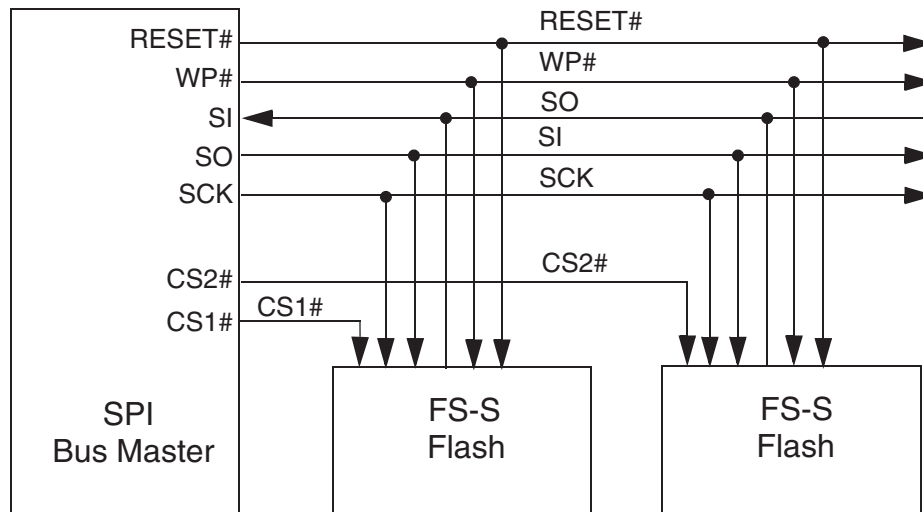 RESET#
RESET#
WP#
WP#
SI
SO
SO
SI
SCK
SCK
CS2#
CS2#
CS1#
CS1#
SPI
Bus Master
FS-S
Flash
FS-S
Flash